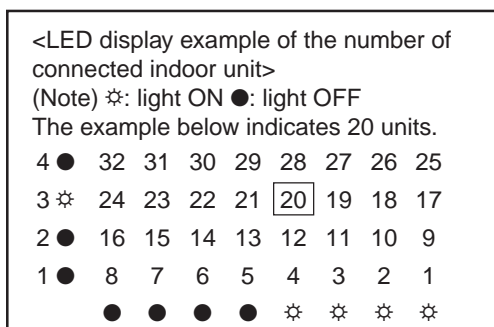 <LED display example of the number of
connected indoor unit>
(Note) ☼: light ON ●: light OFF
The example below indicates 20 units.
4 ● 32 31 30 29 28 27 26 25
3 ☼ 24 23 22 21 20 19 18 17
2 ● 16 15 14 13 12 11 10 9
1 ● 8 7 6 5 4 3 2 1
● ● ● ● ☼ ☼ ☼ ☼